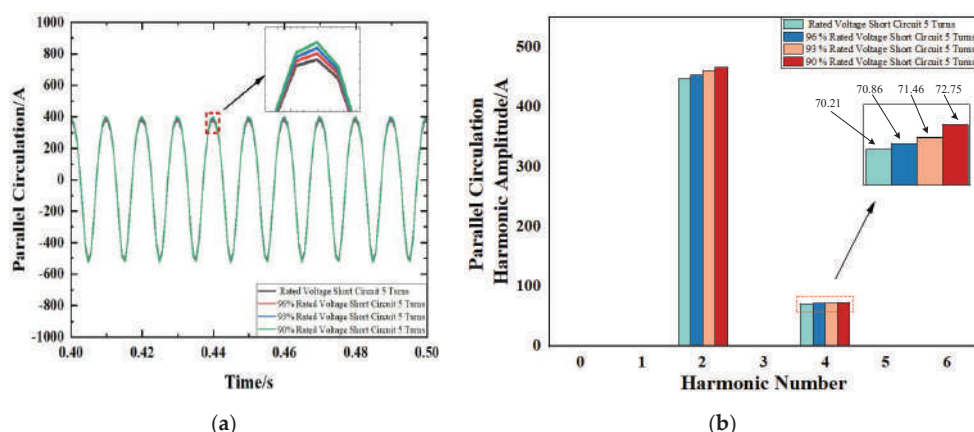 1000
800
600
400
200
0
-200
-400
-600
-800
-1000
Parallel Circulation/A
Rated Voltage Short Circuit 5 Turns
96% Rated Voltage Short Circuit 5 Turns
93% Rated Voltage Short Circuit 5 Turns
90% Rated Voltage Short Circuit 5 Turns
0.40 0.42 0.44 0.46 0.48 0.50
Time/s
(a)
Rated Voltage Short Circuit 5 Turns
96% Rated Voltage Short Circuit 5 Turns
93% Rated Voltage Short Circuit 5 Turns
90% Rated Voltage Short Circuit 5 Turns
500
400
300
200
100
0
Parallel Circulation
Harmonic Amplitude/A
70.21 70.86 71.46 72.75
0 1 2 3 4 5 6
Harmonic Number
(b)